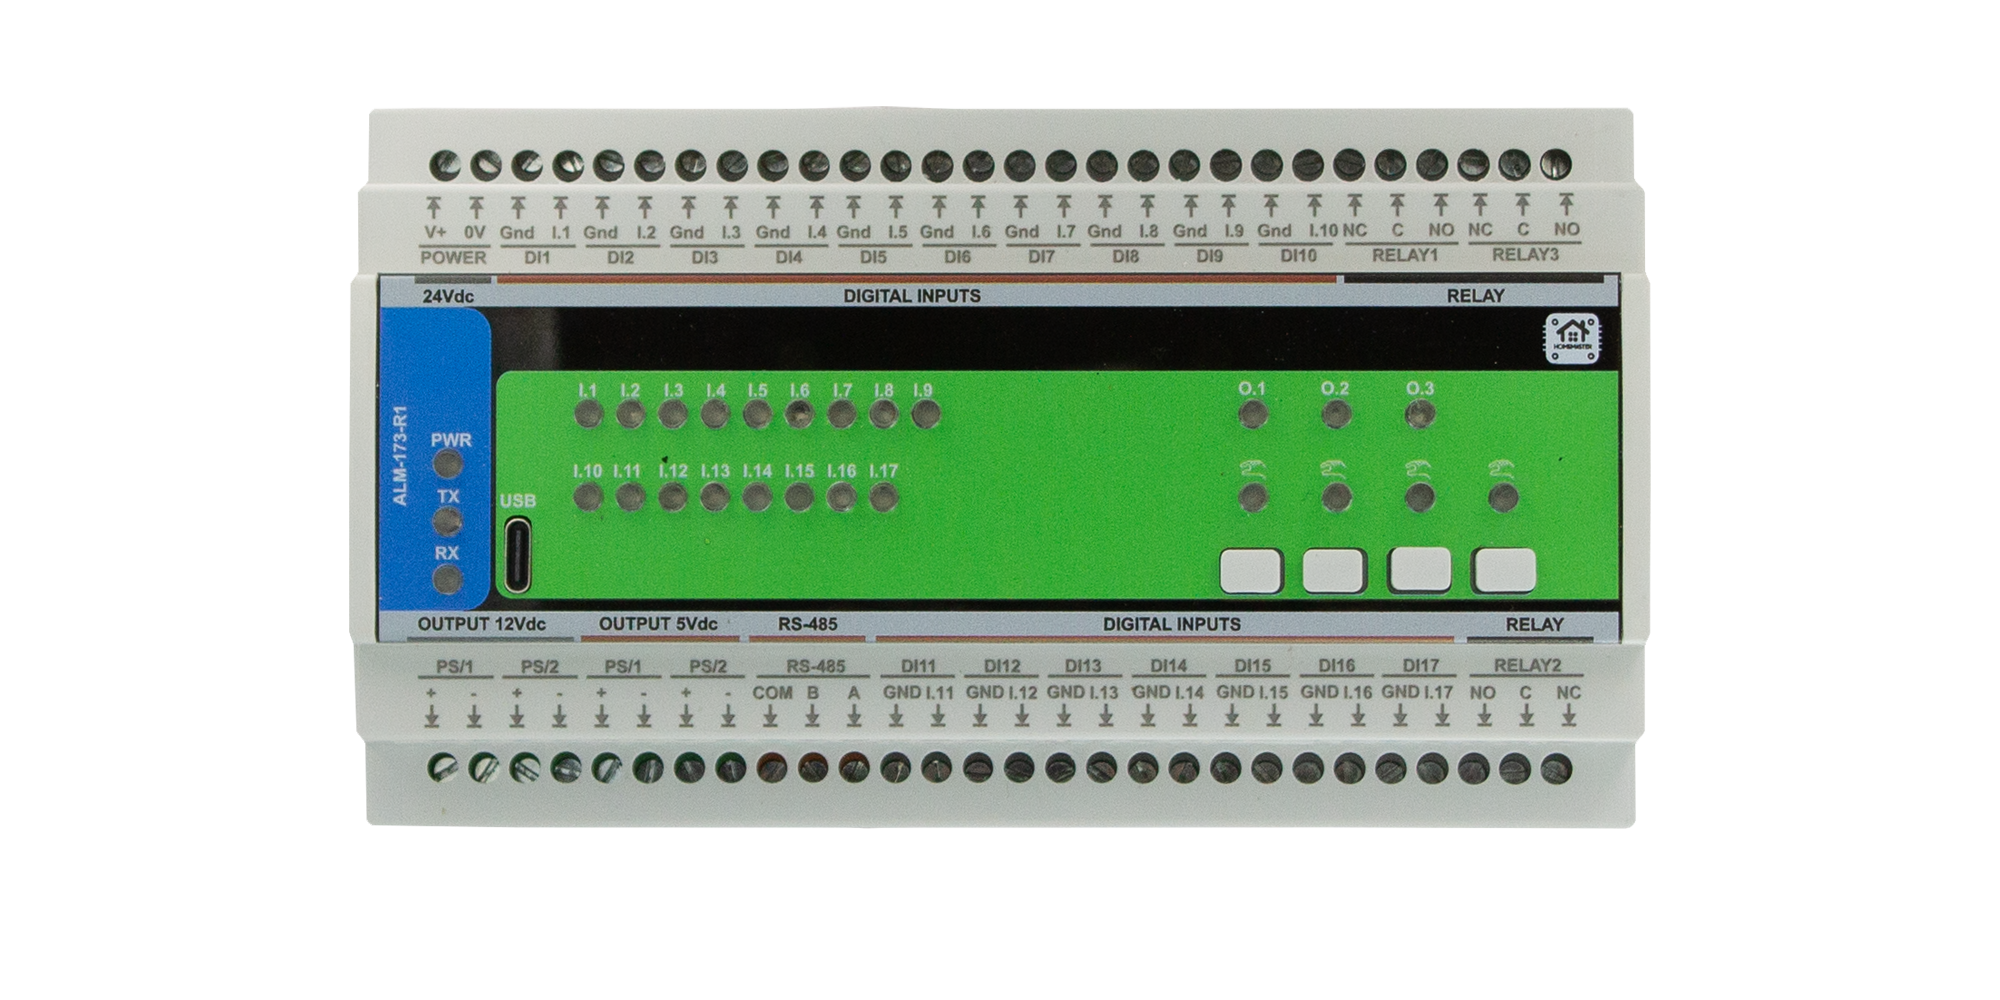 V+ 0V Gnd I.1 Gnd I.2 Gnd I.3 Gnd I.4 Gnd I.5 Gnd I.6 Gnd I.7 Gnd I.8 Gnd I.9 Gnd I.10 NC C NO NC C NO
POWER DI1 DI2 DI3 DI4 DI5 DI6 DI7 DI8 DI9 DI10 RELAY1 RELAY3
24Vdc DIGITAL INPUTS RELAY
HOMEMASTER
I.1 I.2 I.3 I.4 I.5 I.6 I.7 I.8 I.9 O.1 O.2 O.3
ALM-173-R1
PWR
I.10 I.11 I.12 I.13 I.14 I.15 I.16 I.17
TX
USB
RX
OUTPUT 12Vdc OUTPUT 5Vdc RS-485 DIGITAL INPUTS RELAY
PS/1 PS/2 PS/1 PS/2 RS-485 DI11 DI12 DI13 DI14 DI15 DI16 DI17 RELAY2
+ - + - + - + - COM B A GND I.11 GND I.12 GND I.13 GND I.14 GND I.15 GND I.16 GND I.17 NO C NC